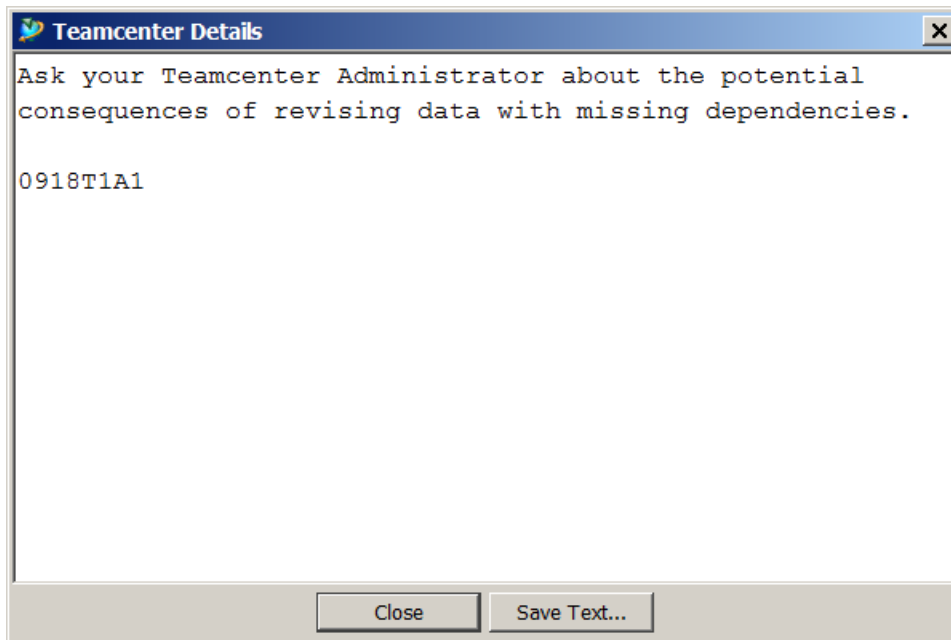 Teamcenter Details
Ask your Teamcenter Administrator about the potential
consequences of revising data with missing dependencies.
0918T1A1
Close
Save Text...